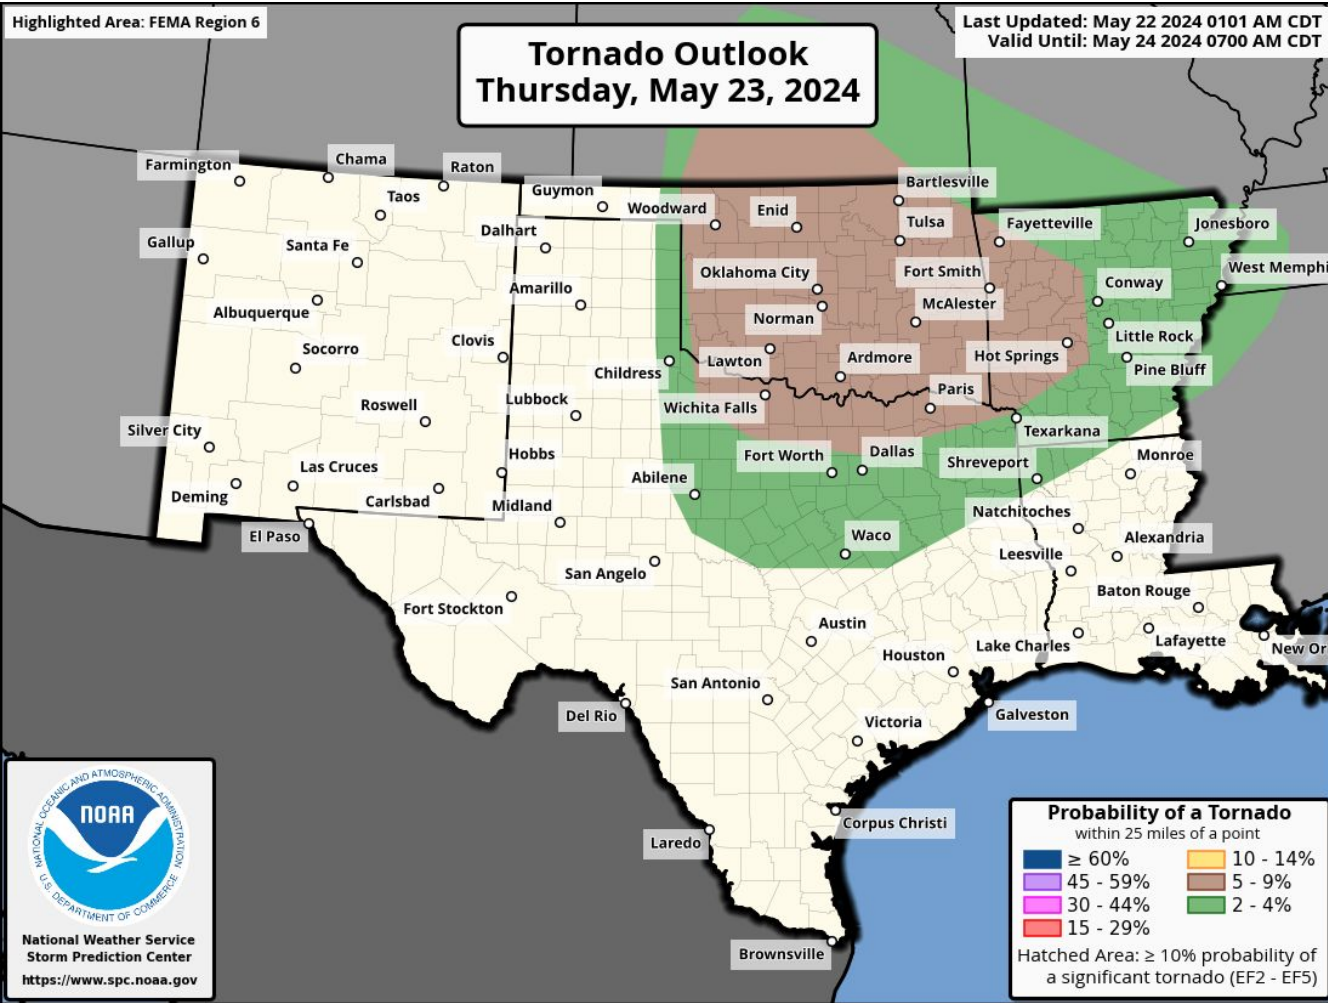 Highlighted Area: FEMA Region 6
Last Updated: May 22 2024 0101 AM CDT
Valid Until: May 24 2024 0700 AM CDT
Tornado Outlook
Thursday, May 23, 2024
Farmington
Chama
Raton
Taos
Guymon
Woodward
Enid
Bartlesville
Tulsa
Fayetteville
Jonesboro
Gallup
Santa Fe
Dalhart
Oklahoma City
Fort Smith
West Memphi
Conway
Albuquerque
Amarillo
Norman
McAlester
Little Rock
Socorro
Clovis
Childress
Lawton
Ardmore
Hot Springs
Pine Bluff
Roswell
Lubbock
Wichita Falls
Paris
Silver City
Texarkana
Las Cruces
Hobbs
Fort Worth
Dallas
Shreveport
Monroe
Deming
Carlsbad
Midland
Abilene
Natchitoches
El Paso
Waco
Leesville
Alexandria
San Angelo
Baton Rouge
Fort Stockton
Austin
Lake Charles
Lafayette
New Or
Houston
San Antonio
Del Rio
Galveston
Victoria
Corpus Christi
Laredo
Brownsville
NATIONAL OCEANIC AND ATMOSPHERIC ADMINISTRATION
NOAA
U.S. DEPARTMENT OF COMMERCE
National Weather Service
Storm Prediction Center
https://www.spc.noaa.gov
Probability of a Tornado
within 25 miles of a point
≥ 60%
45 - 59%
30 - 44%
15 - 29%
10 - 14%
5 - 9%
2 - 4%
Hatched Area: ≥ 10% probability of
a significant tornado (EF2 - EF5)